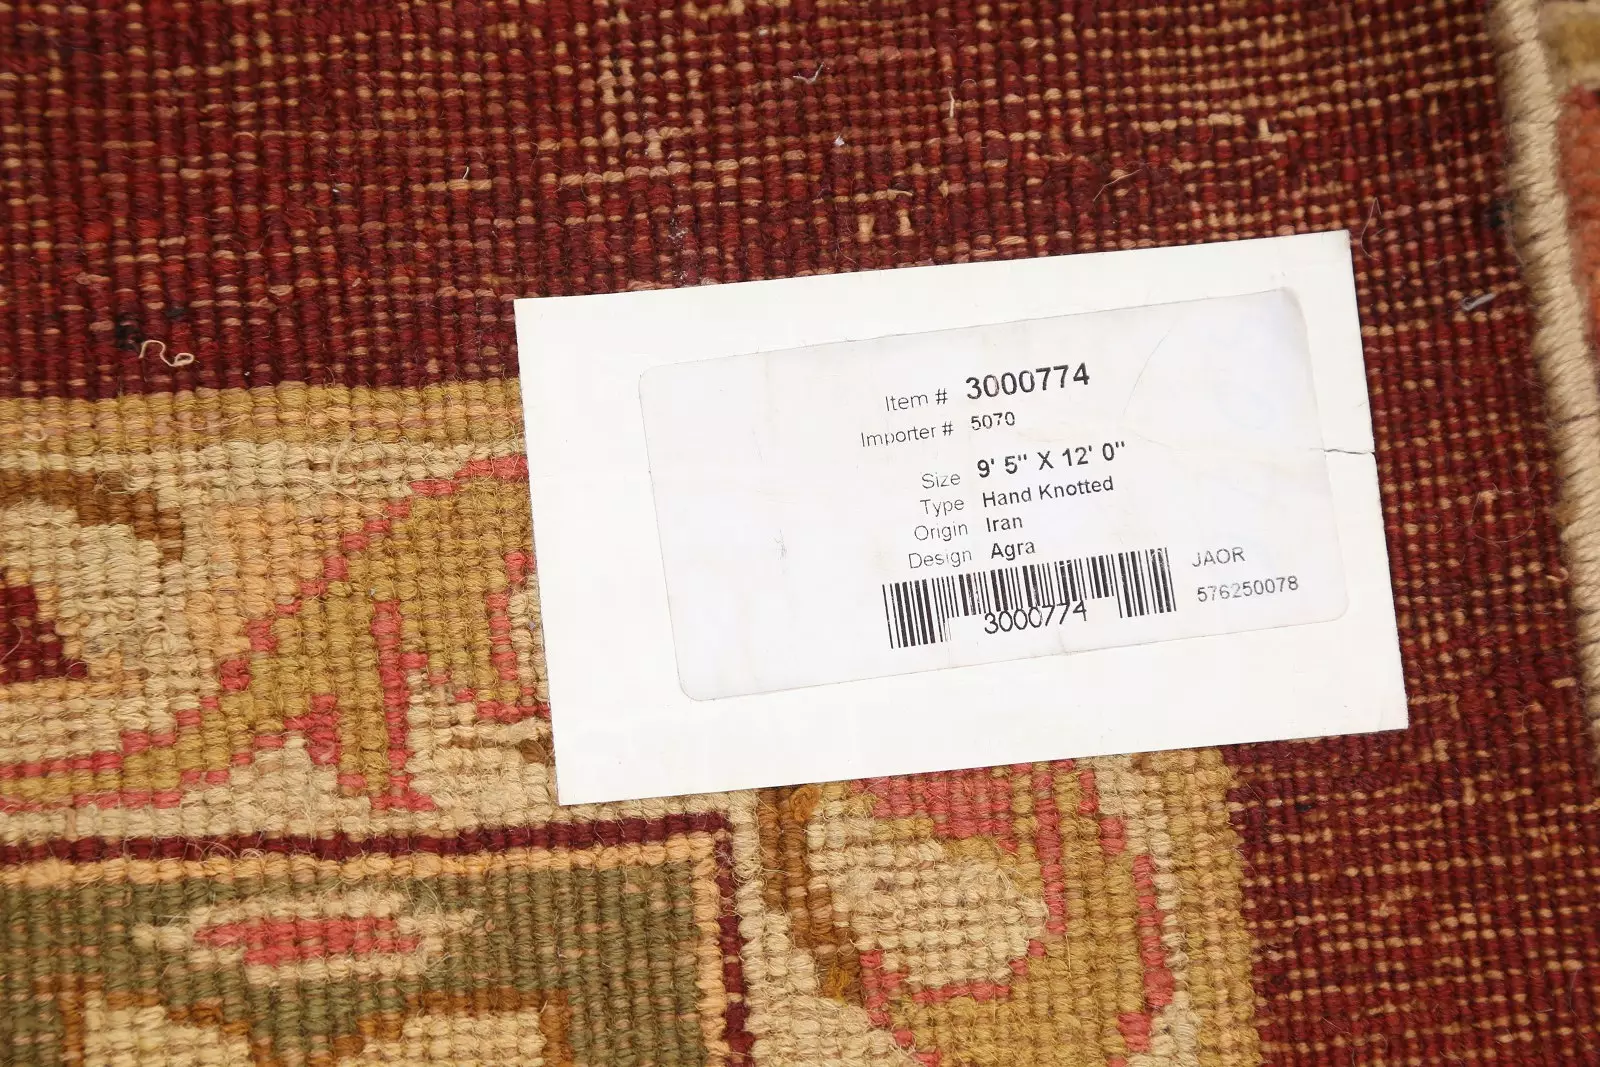 Item # 3000774
Importer # 5070
Size 9' 5" X 12' 0"
Type Hand Knotted
Origin Iran
Design Agra
JAOR
3000774
576250078